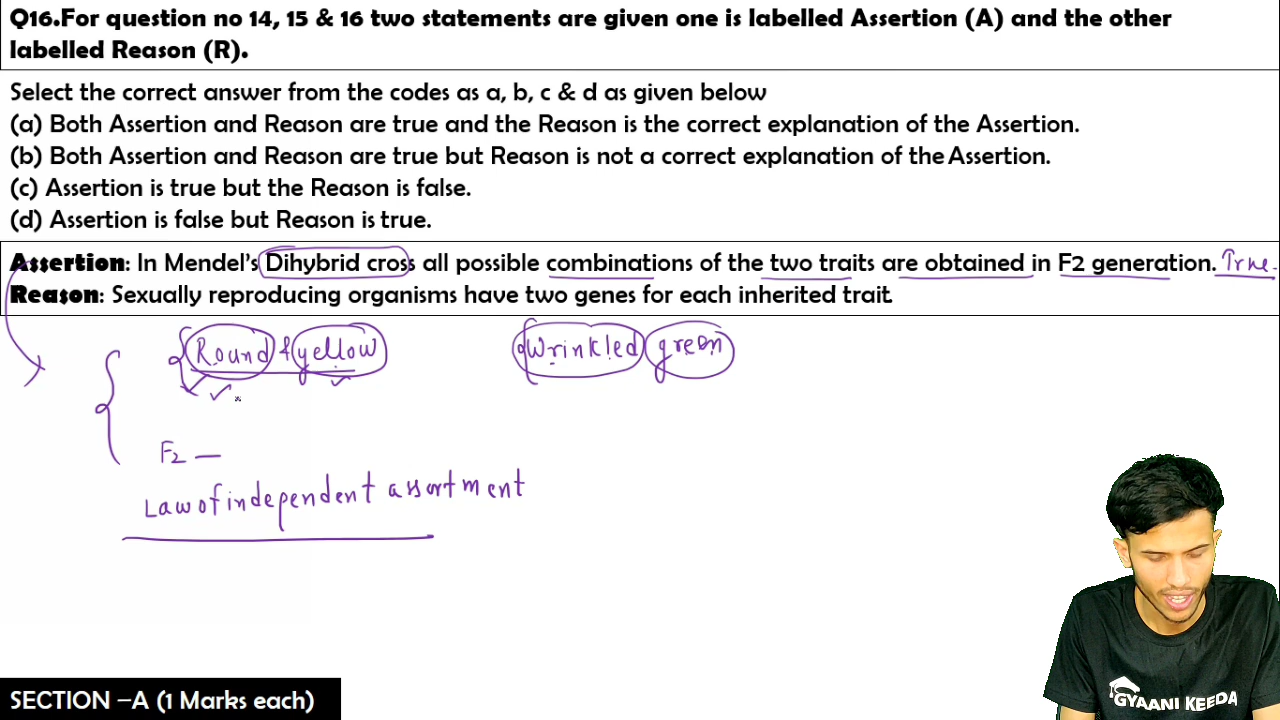 Q16.For question no 14, 15 & 16 two statements are given one is labelled Assertion (A) and the other
labelled Reason (R).
Select the correct answer from the codes as a, b, c & d as given below
(a) Both Assertion and Reason are true and the Reason is the correct explanation of the Assertion.
(b) Both Assertion and Reason are true but Reason is not a correct explanation of the Assertion.
(c) Assertion is true but the Reason is false.
(d) Assertion is false but Reason is true.
Assertion: In Mendel's Dihybrid cross all possible combinations of the two traits are obtained in F2 generation. True
Reason: Sexually reproducing organisms have two genes for each inherited trait.
Round & yellow wrinkled green
F2 —
Law of independent assortment
SECTION –A (1 Marks each)
GYAANI KEEDA